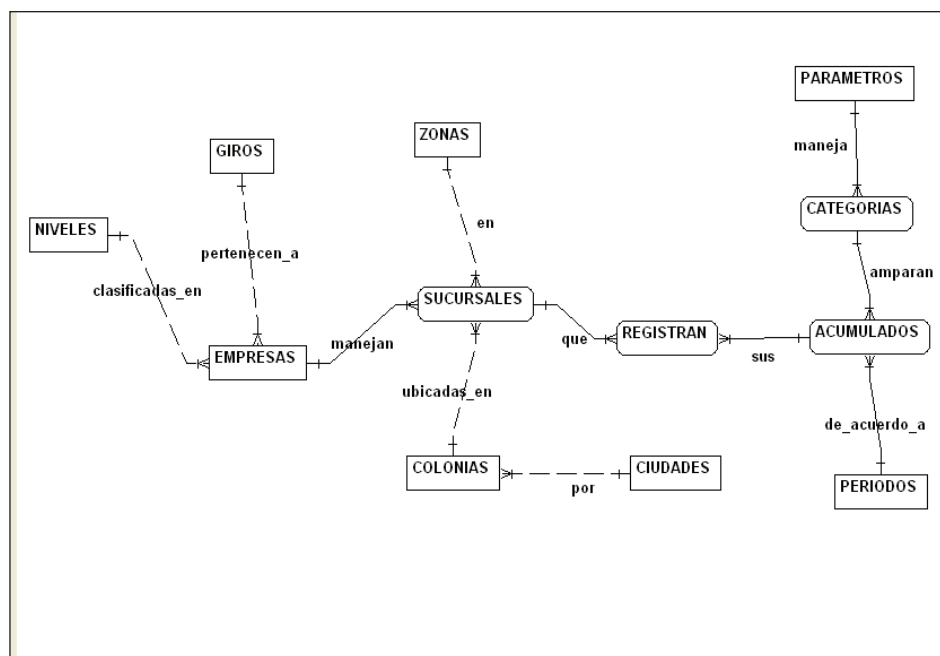 PARAMETROS
ZONAS
GIROS
maneja
CATEGORIAS
NIVELES
en
pertenecen_a
amparan
clasificadas_en
SUCURSALES
REGISTRAN
ACUMULADOS
manejan
que
sus
EMPRESAS
ubicadas_en
de_acuerdo_a
COLONIAS
CIUDADES
por
PERIODOS